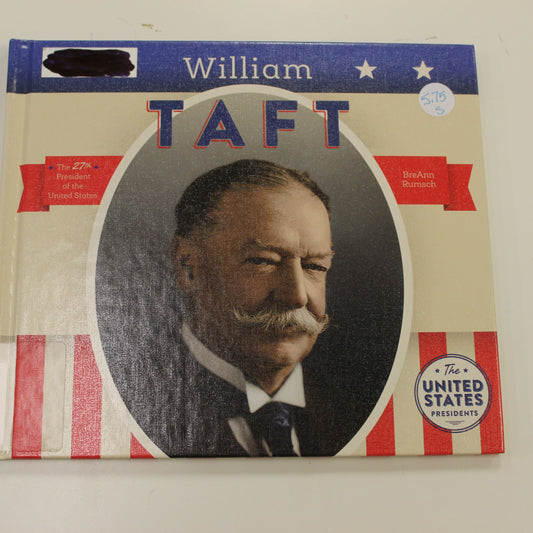 William
TAFT
5.75
S
The 27th
President
of the
United States
BreAnn
Rumsch
The
UNITED
STATES
PRESIDENTS